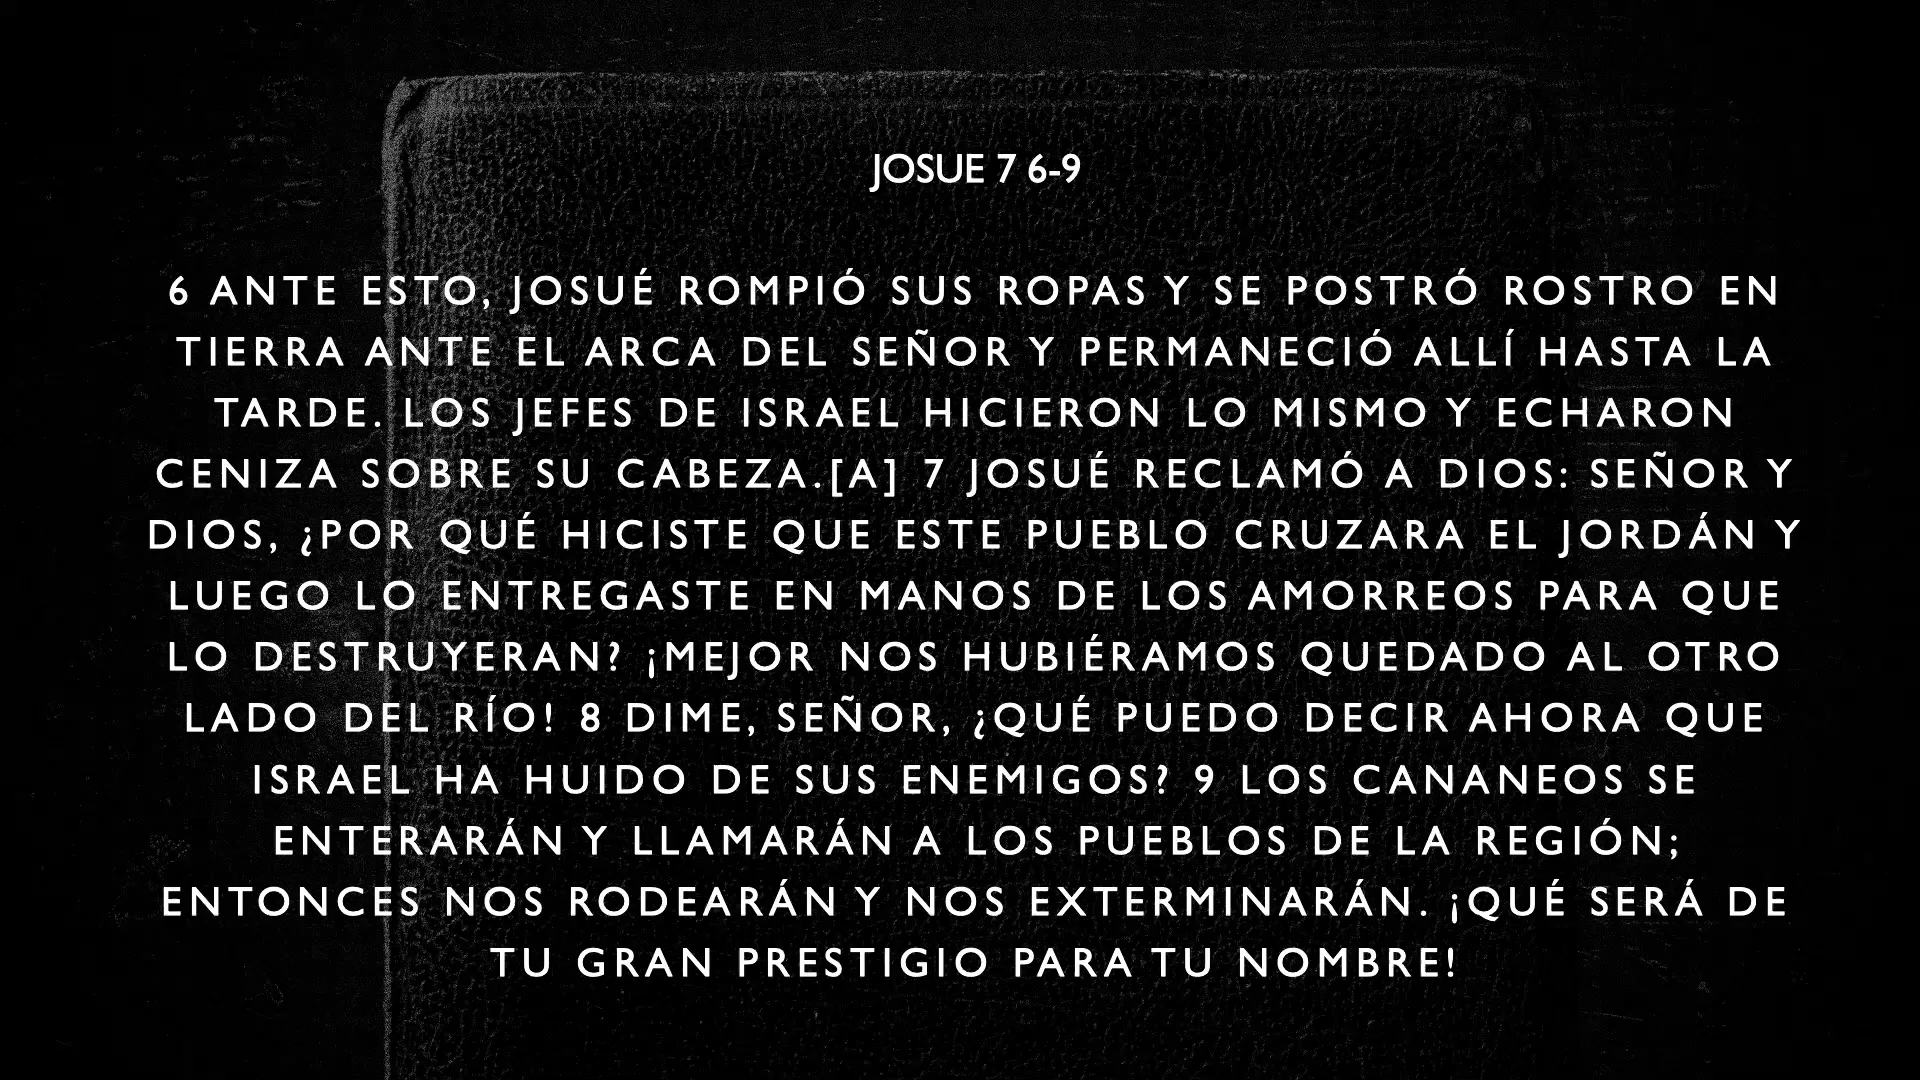 JOSUE 7 6-9
6 ANTE ESTO, JOSUÉ ROMPIÓ SUS ROPAS Y SE POSTRÓ ROSTRO EN
TIERRA ANTE EL ARCA DEL SEÑOR Y PERMANECIÓ ALLÍ HASTA LA
TARDE. LOS JEFES DE ISRAEL HICIERON LO MISMO Y ECHARON
CENIZA SOBRE SU CABEZA.[A] 7 JOSUÉ RECLAMÓ A DIOS: SEÑOR Y
DIOS, ¿POR QUÉ HICISTE QUE ESTE PUEBLO CRUZARA EL JORDÁN Y
LUEGO LO ENTREGASTE EN MANOS DE LOS AMORREOS PARA QUE
LO DESTRUYERAN? ¡MEJOR NOS HUBIÉRAMOS QUEDADO AL OTRO
LADO DEL RÍO! 8 DIME, SEÑOR, ¿QUÉ PUEDO DECIR AHORA QUE
ISRAEL HA HUIDO DE SUS ENEMIGOS? 9 LOS CANANEOS SE
ENTERARÁN Y LLAMARÁN A LOS PUEBLOS DE LA REGIÓN;
ENTONCES NOS RODEARÁN Y NOS EXTERMINARÁN. ¡QUÉ SERÁ DE
TU GRAN PRESTIGIO PARA TU NOMBRE!